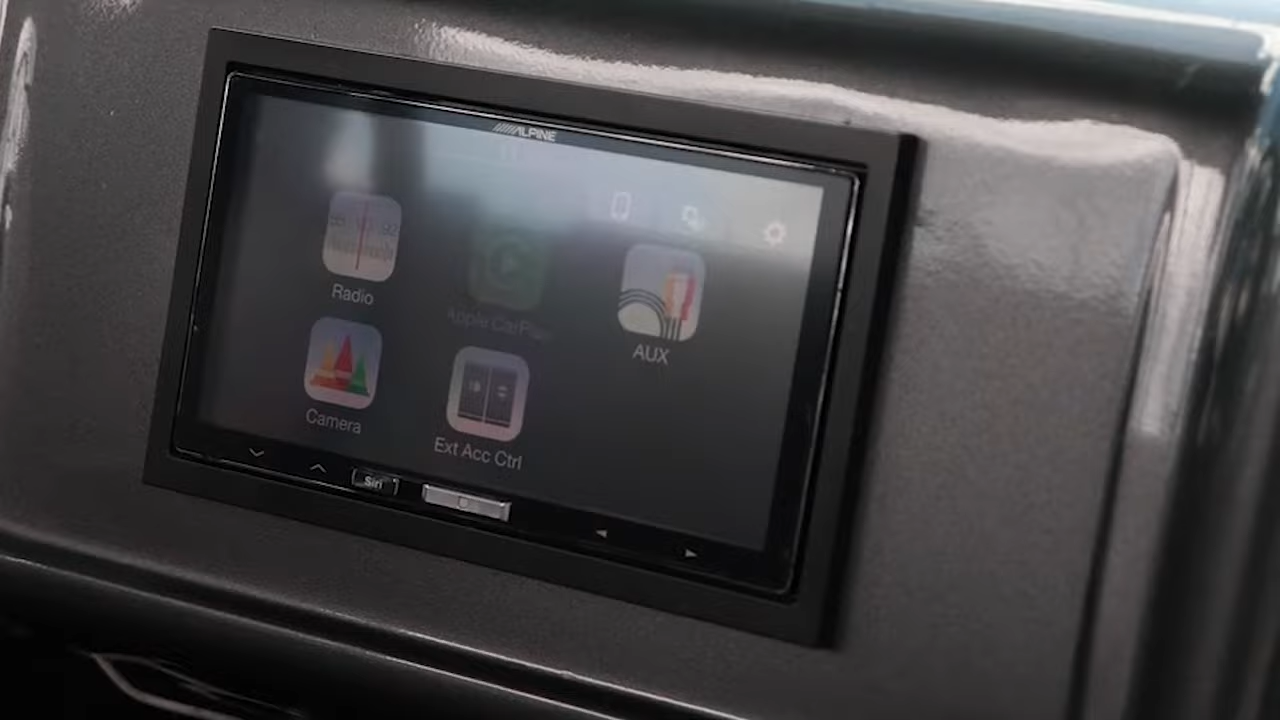 ALPINE
Radio
Apple CarPlay
AUX
Camera
Ext Acc Ctrl
Siri